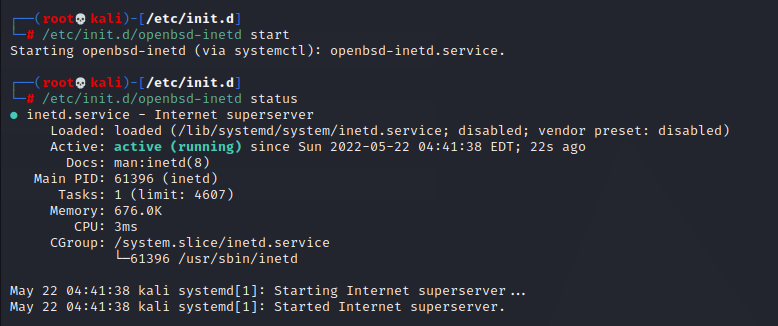 ┌──(root💀kali)-[/etc/init.d]
└─# /etc/init.d/openbsd-inetd start
Starting openbsd-inetd (via systemctl): openbsd-inetd.service.
┌──(root💀kali)-[/etc/init.d]
└─# /etc/init.d/openbsd-inetd status
● inetd.service - Internet superserver
     Loaded: loaded (/lib/systemd/system/inetd.service; disabled; vendor preset: disabled)
     Active: active (running) since Sun 2022-05-22 04:41:38 EDT; 22s ago
       Docs: man:inetd(8)
   Main PID: 61396 (inetd)
      Tasks: 1 (limit: 4607)
     Memory: 676.0K
        CPU: 3ms
     CGroup: /system.slice/inetd.service
             └─61396 /usr/sbin/inetd
May 22 04:41:38 kali systemd[1]: Starting Internet superserver...
May 22 04:41:38 kali systemd[1]: Started Internet superserver.